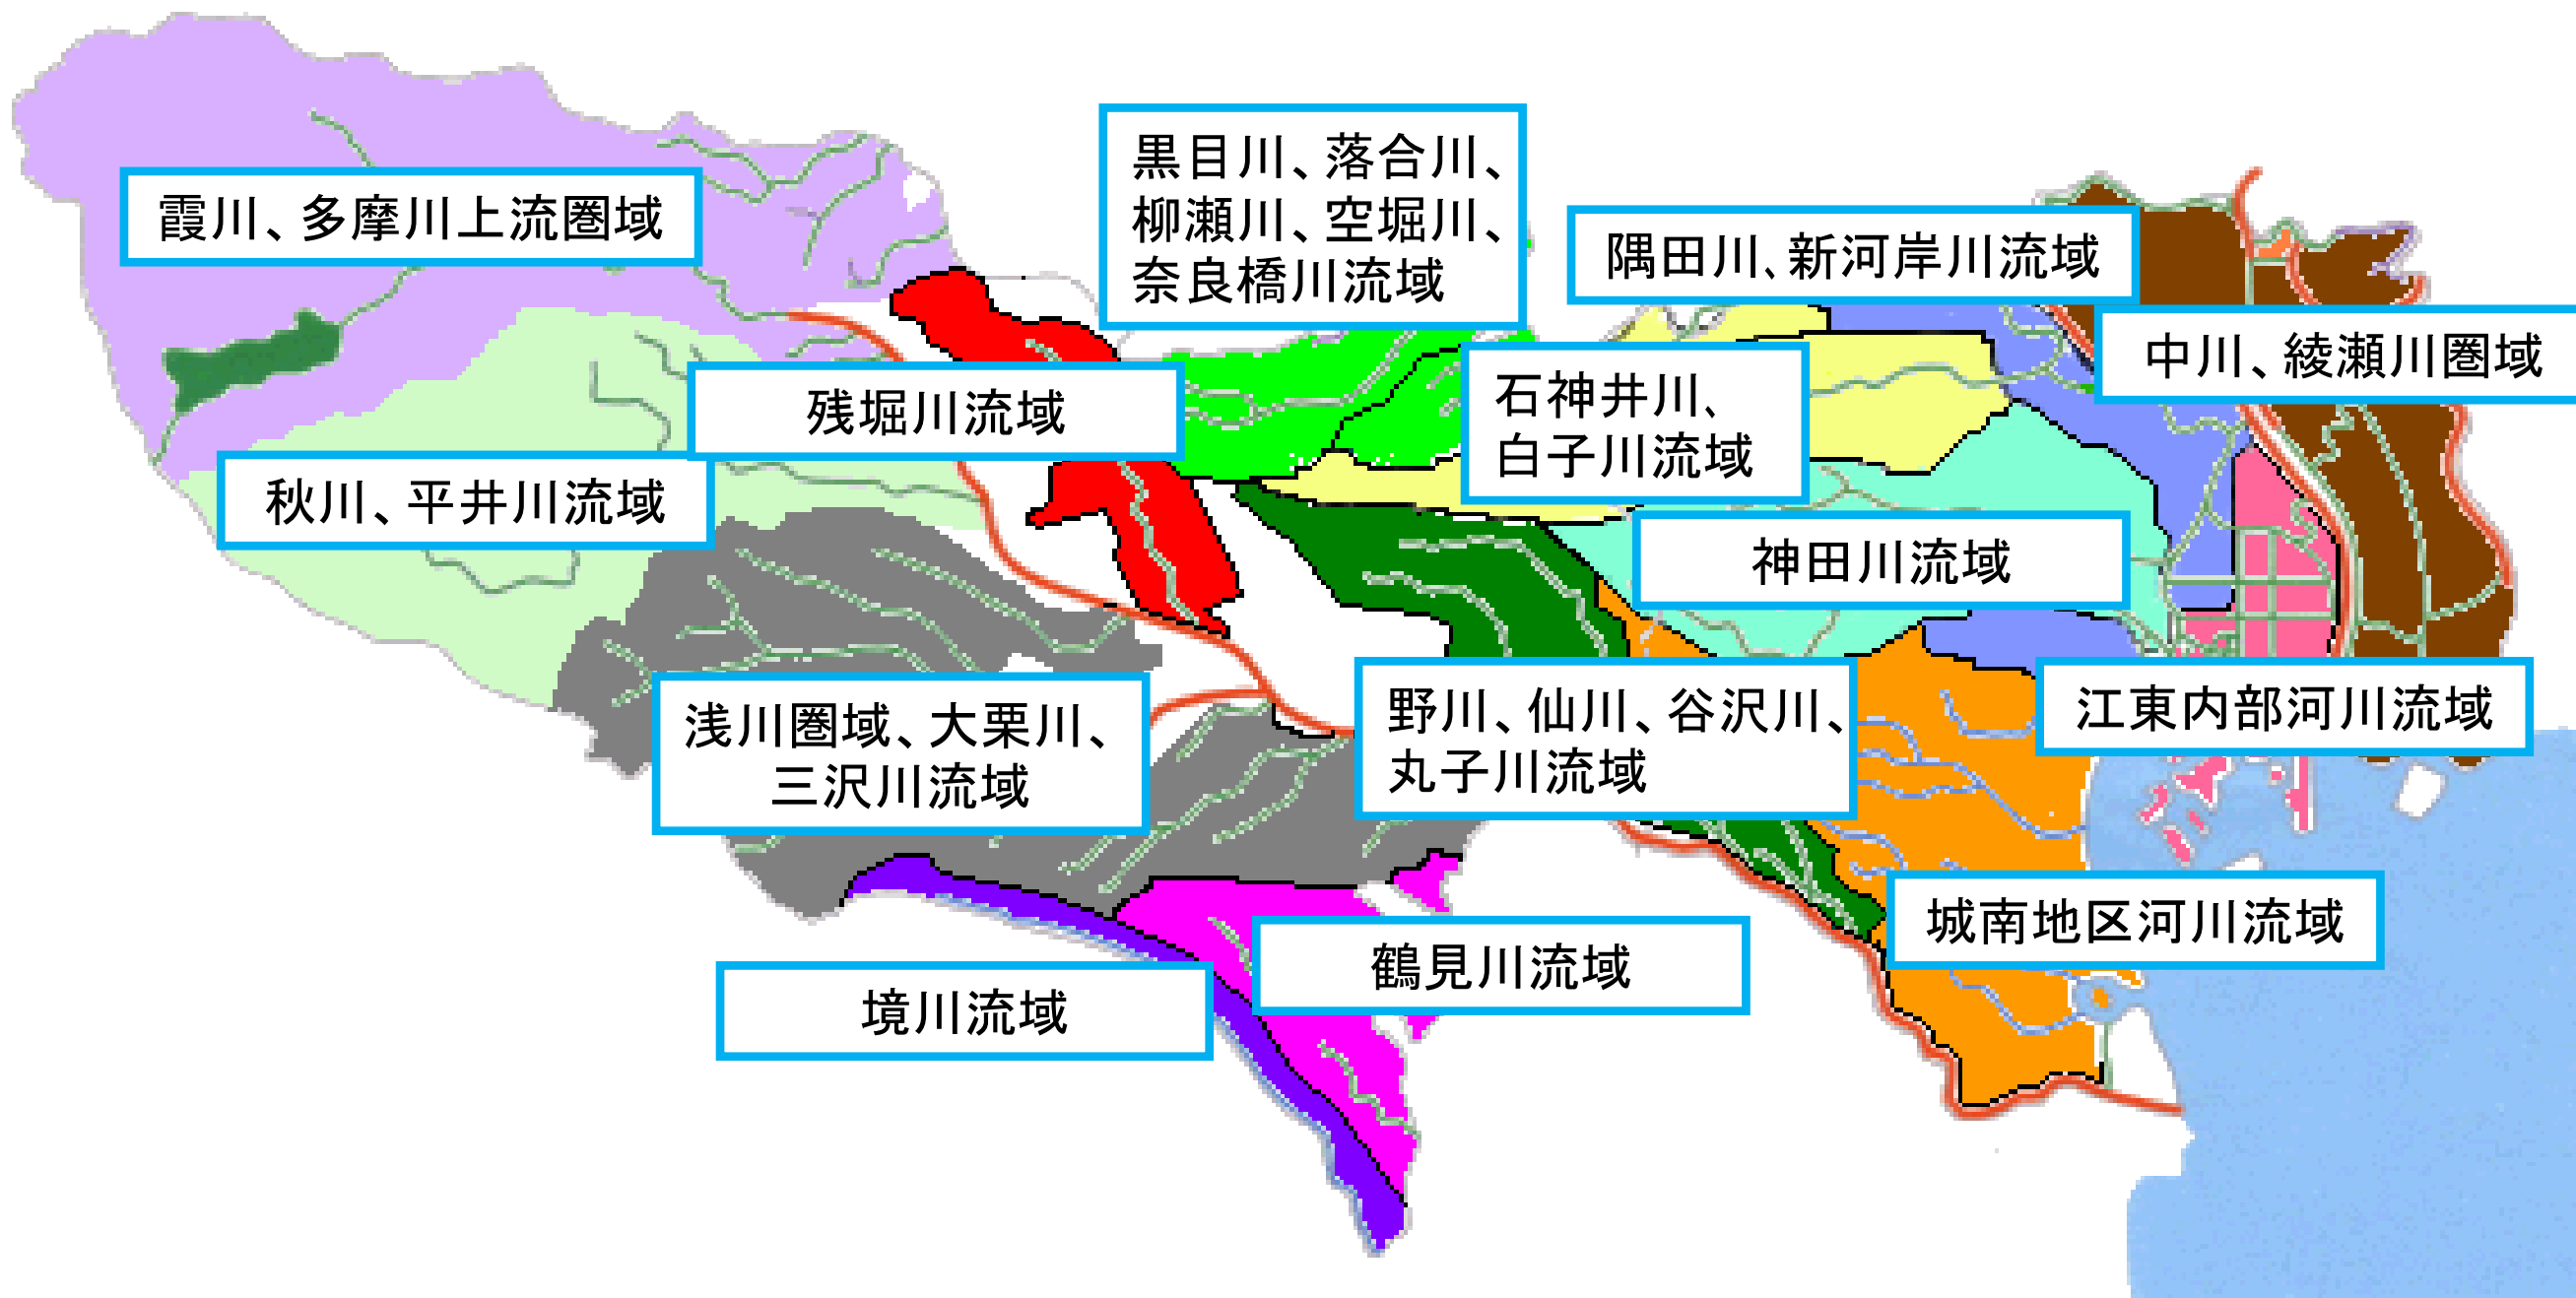 黒目川、落合川、
柳瀬川、空堀川、
奈良橋川流域
霞川、多摩川上流圏域
隅田川、新河岸川流域
中川、綾瀬川圏域
残堀川流域
石神井川、
白子川流域
秋川、平井川流域
神田川流域
浅川圏域、大栗川、
三沢川流域
野川、仙川、谷沢川、
丸子川流域
江東内部河川流域
城南地区河川流域
鶴見川流域
境川流域